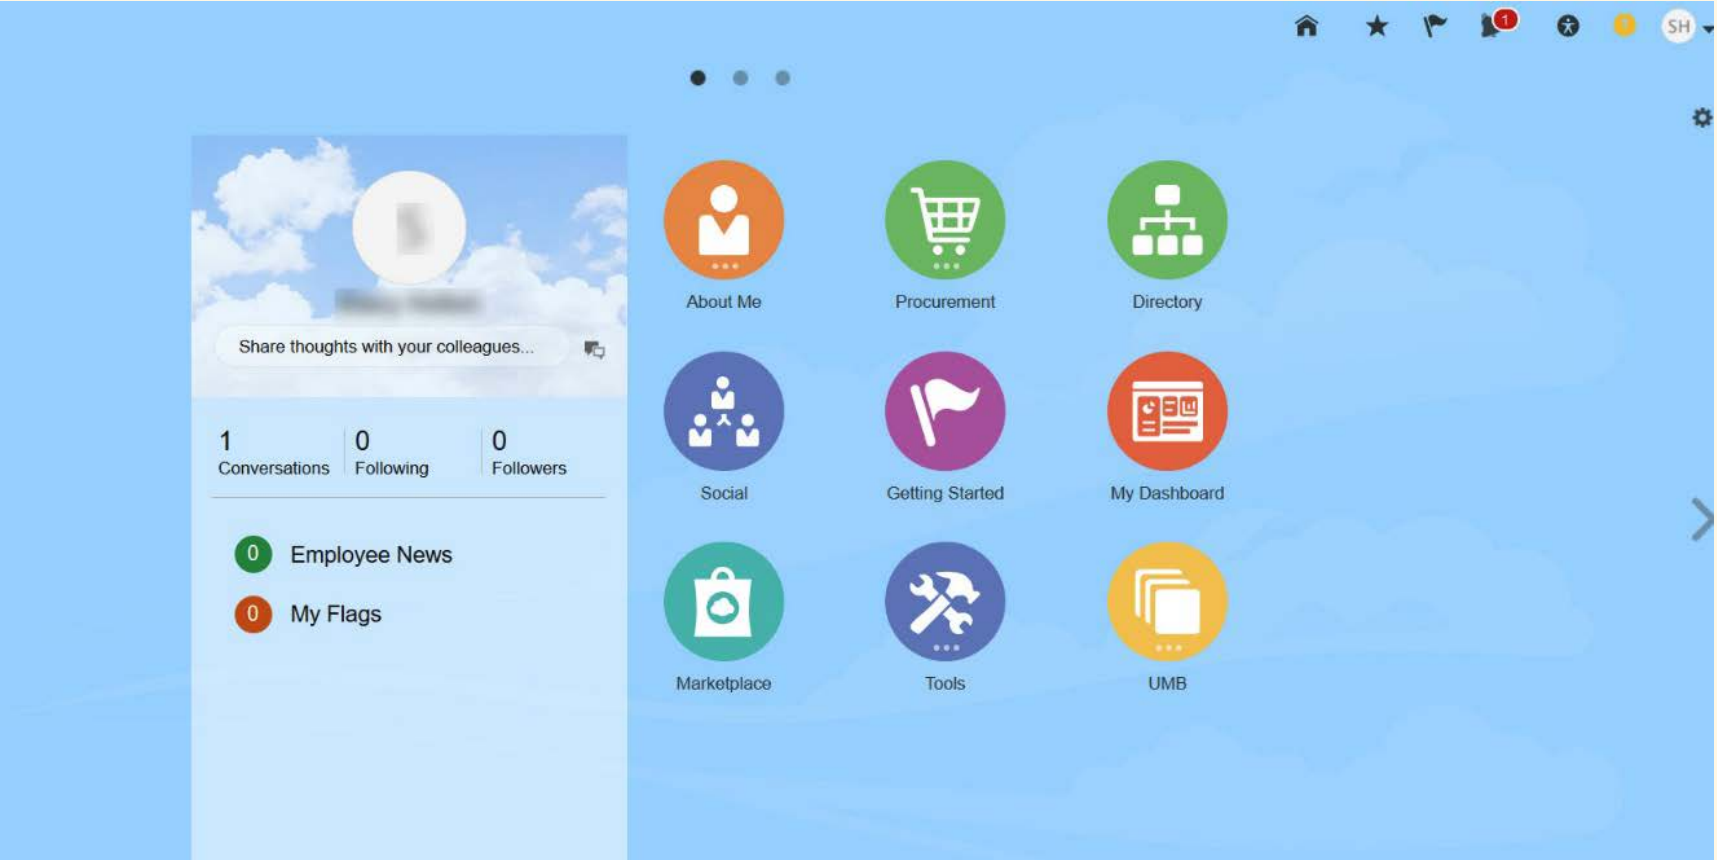 1
SH
About Me
Procurement
Directory
Share thoughts with your colleagues...
1
Conversations
0
Following
0
Followers
Social
Getting Started
My Dashboard
0 Employee News
0 My Flags
Marketplace
Tools
UMB